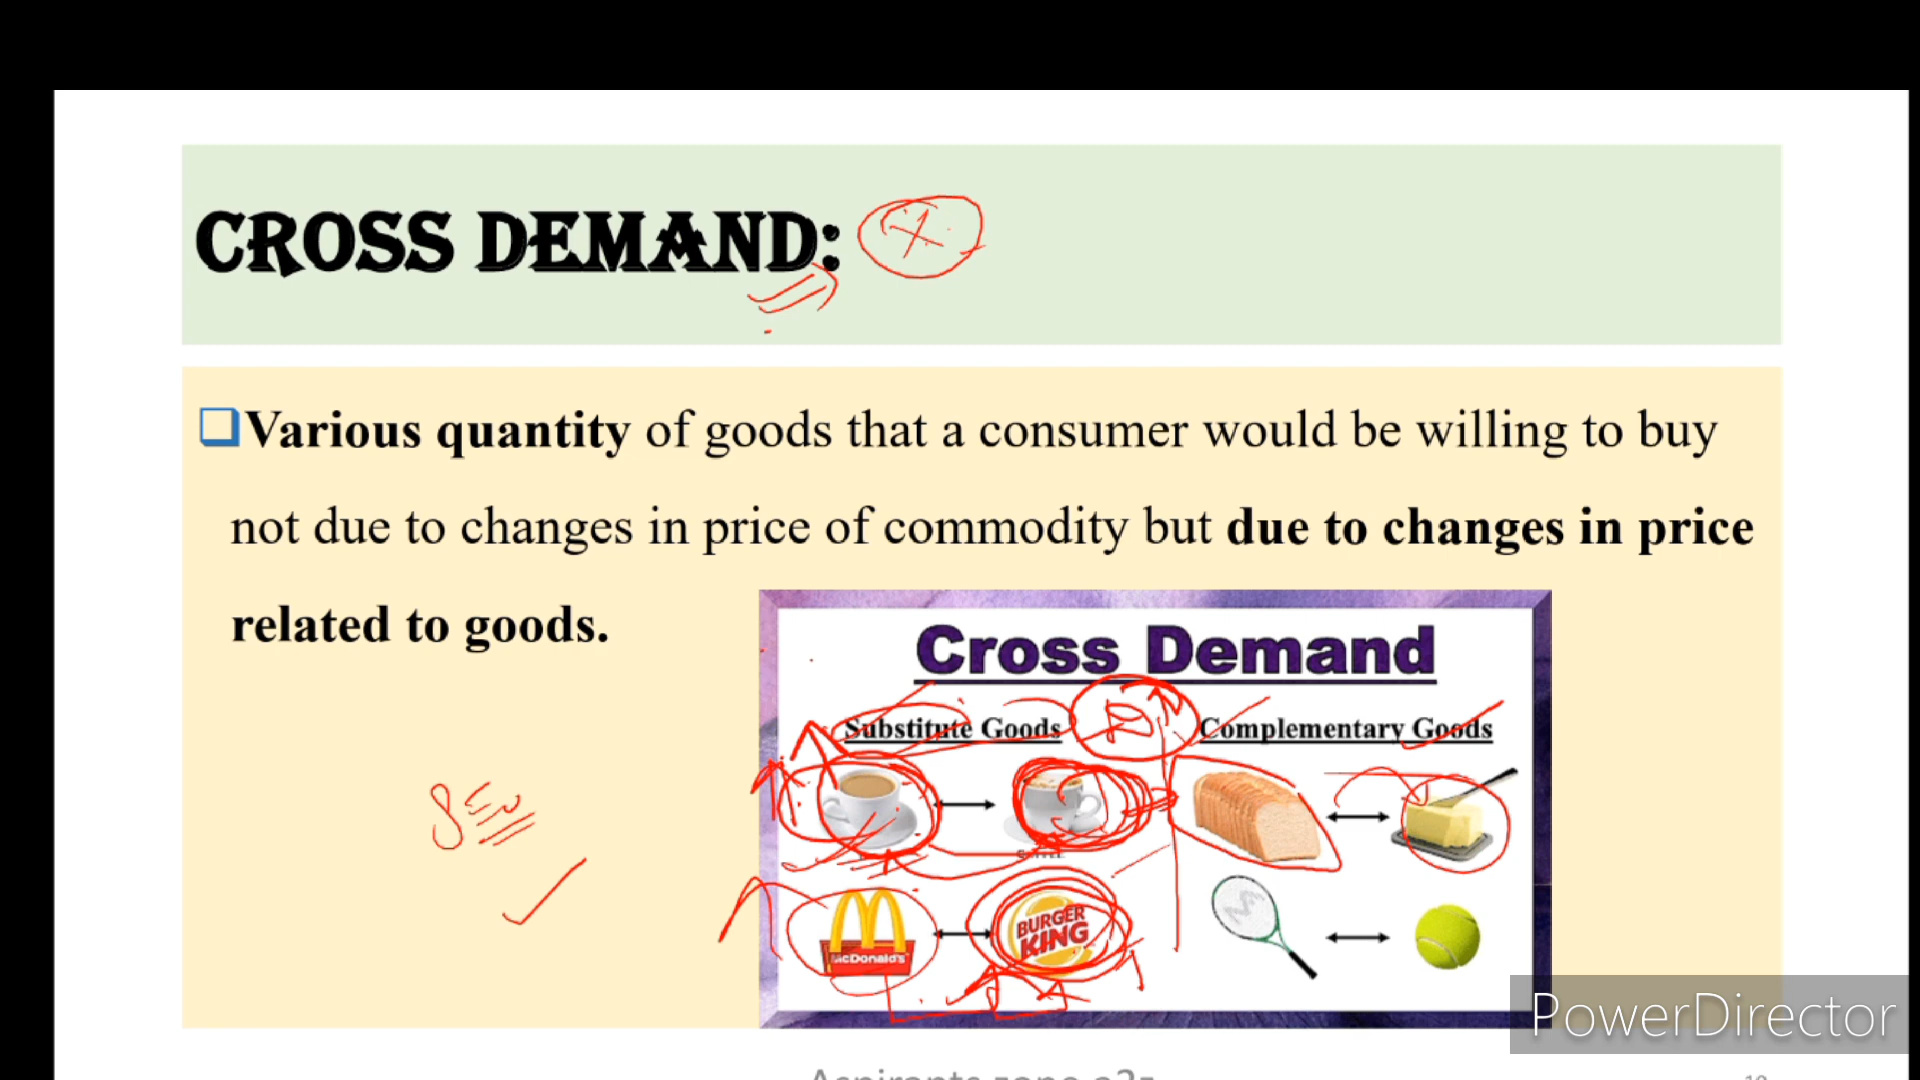 CROSS DEMAND:
❑Various quantity of goods that a consumer would be willing to buy
not due to changes in price of commodity but due to changes in price
related to goods.
Cross Demand
Substitute Goods Complementary Goods
McDonald's BURGER KING
PowerDirector